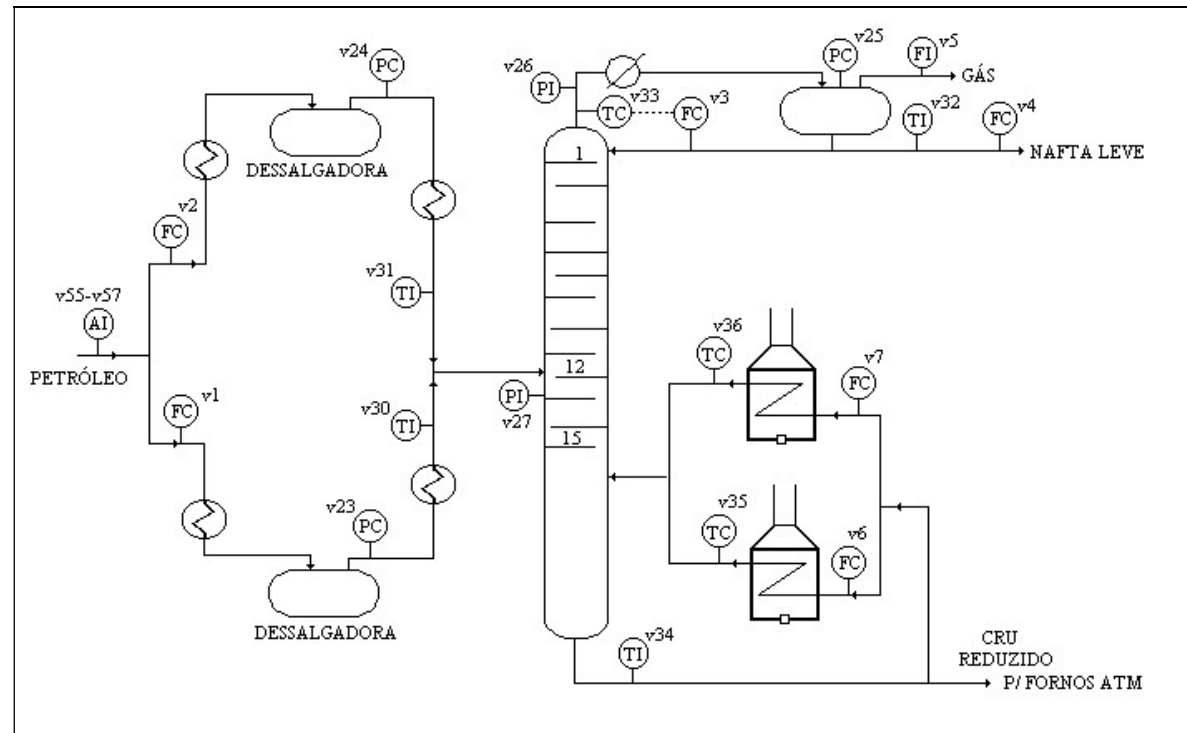 v24
PC
DESSALGADORA
v2
FC
v55-v57
AI
PETRÓLEO
v1
FC
v31
TI
v30
TI
v23
PC
DESSALGADORA
v26
PI
TC
v33
FC
v3
PC
v25
FI
v5
GÁS
TI
v32
FC
v4
NAFTA LEVE
1
12
15
PI
v27
v36
TC
v7
FC
v35
TC
v6
FC
v34
TI
CRU
REDUZIDO
P/ FORNOS ATM